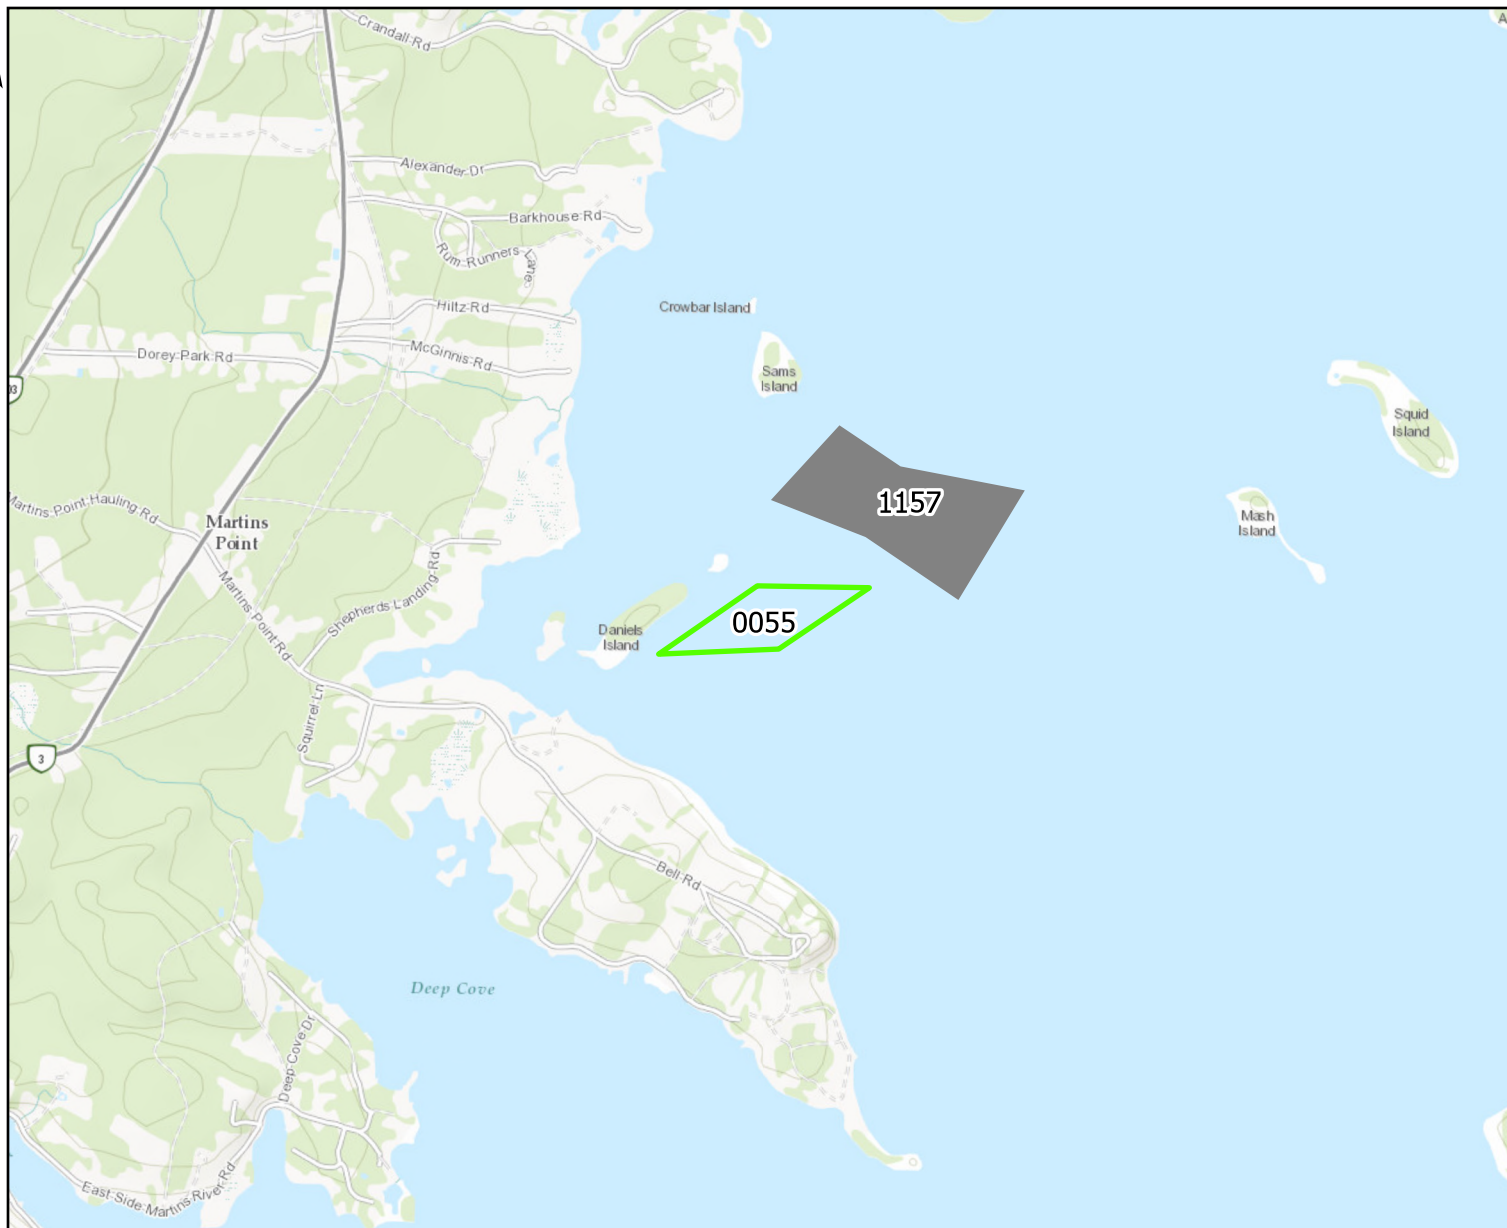 Crandall Rd
Alexander Dr
Barkhouse Rd
Rum Runners Lane
Crowbar Island
Hiltz Rd
Dorey Park Rd
McGinnis Rd
Sams
Island
Squid
Island
Martins Point Hauling Rd
1157
Martins
Point
Mash
Island
Shepherds Landing Rd
Martins Point Rd
0055
Daniels
Island
Squirrel Ln
3
Bell Rd
Deep Cove
Deep Cove Dr
East Side Martins River Rd